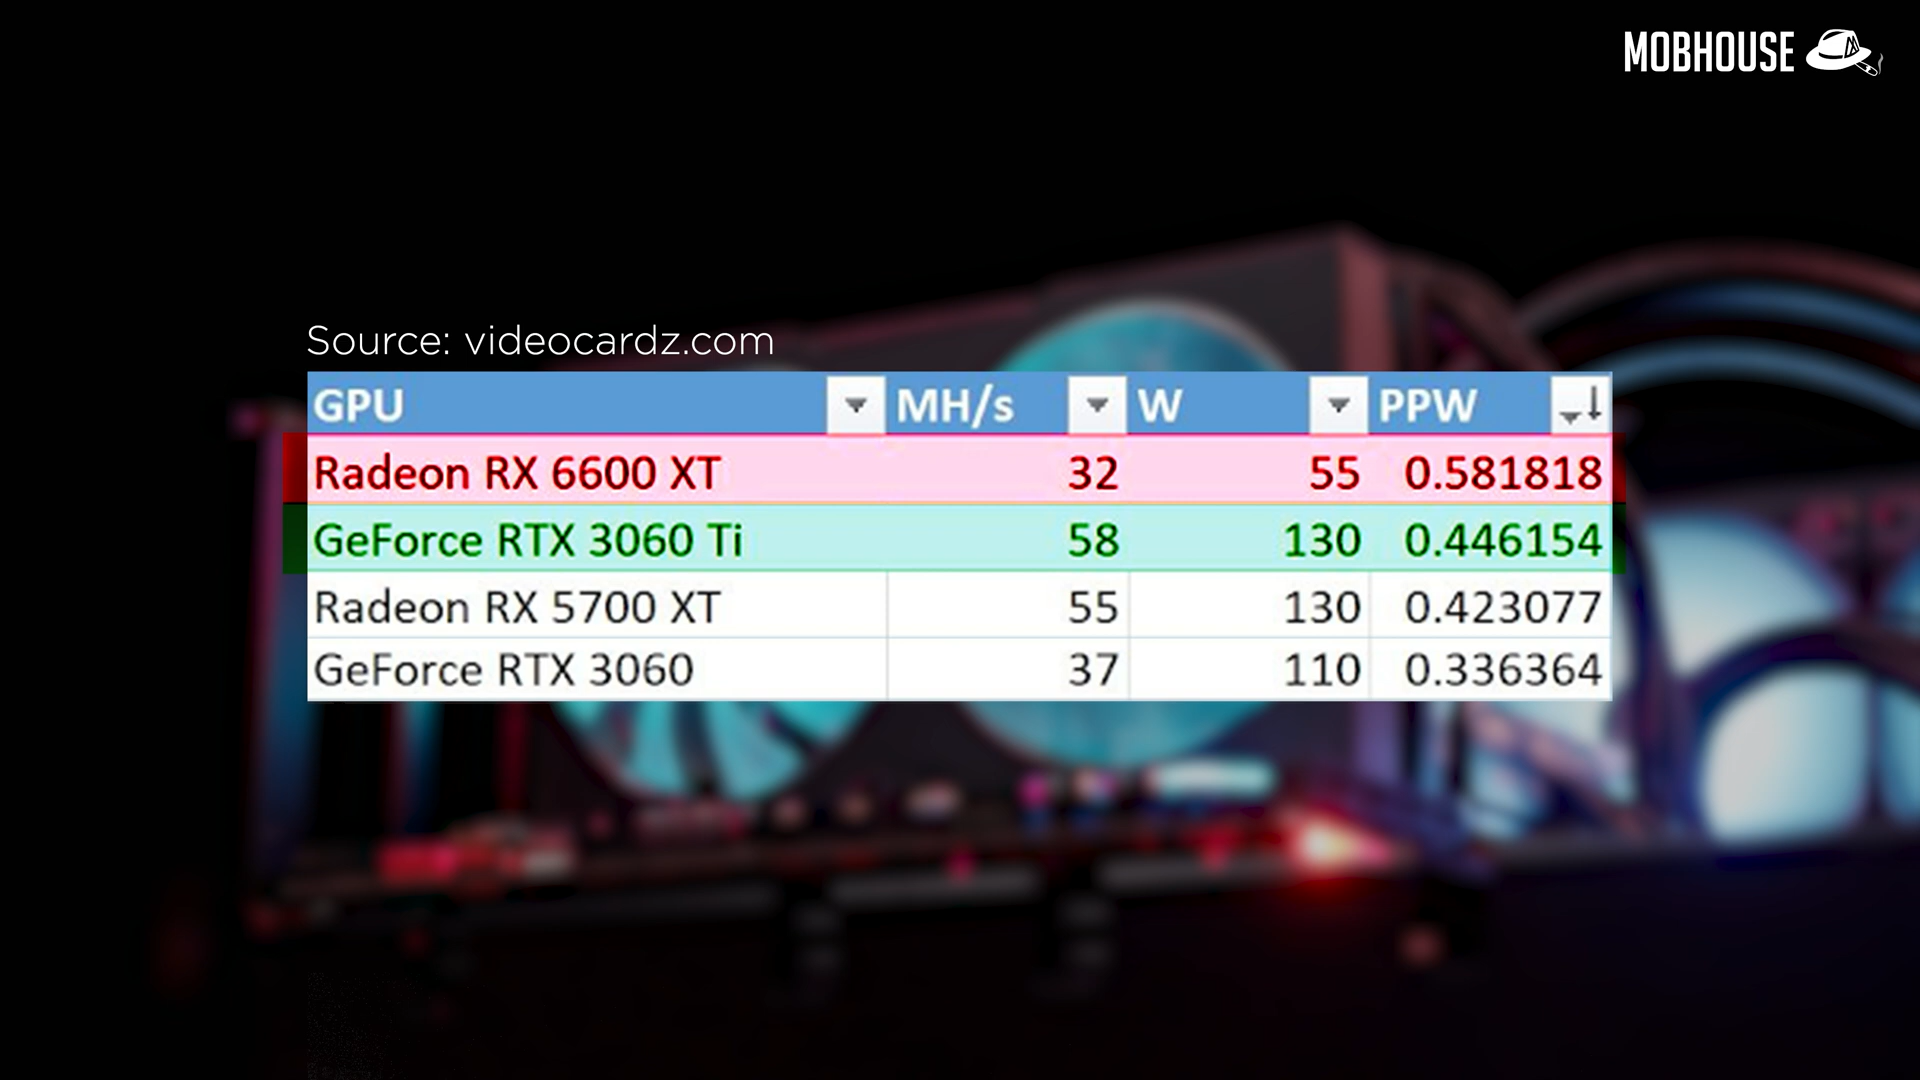 MOBHOUSE
Source: videocardz.com
GPU MH/s W PPW
Radeon RX 6600 XT 32 55 0.581818
GeForce RTX 3060 Ti 58 130 0.446154
Radeon RX 5700 XT 55 130 0.423077
GeForce RTX 3060 37 110 0.336364